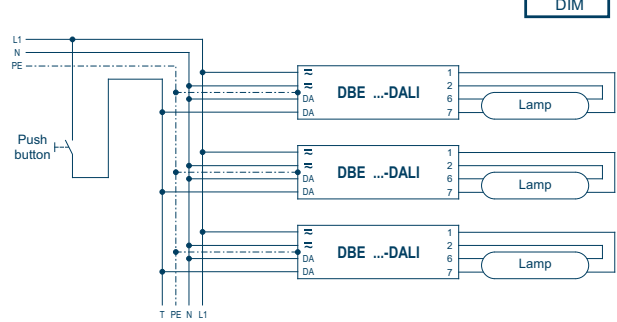 DIM
L1
N
PE
Push
button
≂
≂
DA
DA
DBE ...-DALI
1
2
6
7
Lamp
≂
≂
DA
DA
DBE ...-DALI
1
2
6
7
Lamp
≂
≂
DA
DA
DBE ...-DALI
1
2
6
7
Lamp
T PE N L1